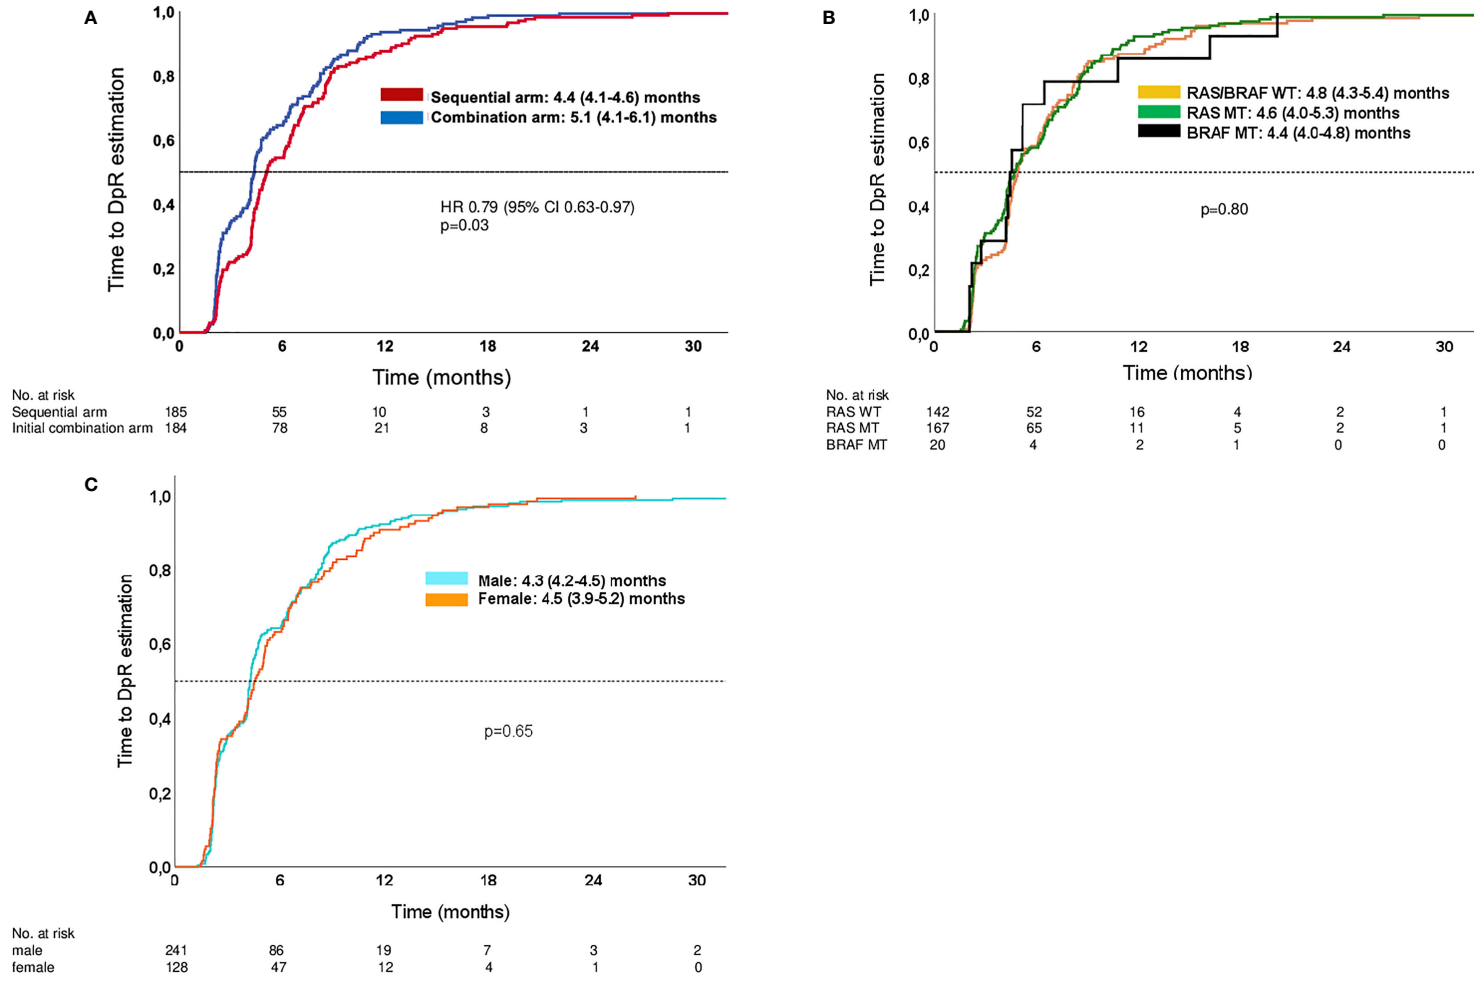 A
Time to DpR estimation
1,0
0,8
0,6
0,4
0,2
0,0
Sequential arm: 4.4 (4.1-4.6) months
Combination arm: 5.1 (4.1-6.1) months
HR 0.79 (95% CI 0.63-0.97)
p=0.03
0 6 12 18 24 30
Time (months)
No. at risk
Sequential arm 185 55 10 3 1 1
Initial combination arm 184 78 21 8 3 1
B
Time to DpR estimation
1,0
0,8
0,6
0,4
0,2
0,0
RAS/BRAF WT: 4.8 (4.3-5.4) months
RAS MT: 4.6 (4.0-5.3) months
BRAF MT: 4.4 (4.0-4.8) months
p=0.80
0 6 12 18 24 30
Time (months)
No. at risk
RAS WT 142 52 16 4 2 1
RAS MT 167 65 11 5 2 1
BRAF MT 20 4 2 1 0 0
C
Time to DpR estimation
1,0
0,8
0,6
0,4
0,2
0,0
Male: 4.3 (4.2-4.5) months
Female: 4.5 (3.9-5.2) months
p=0.65
0 6 12 18 24 30
Time (months)
No. at risk
male 241 86 19 7 3 2
female 128 47 12 4 1 0